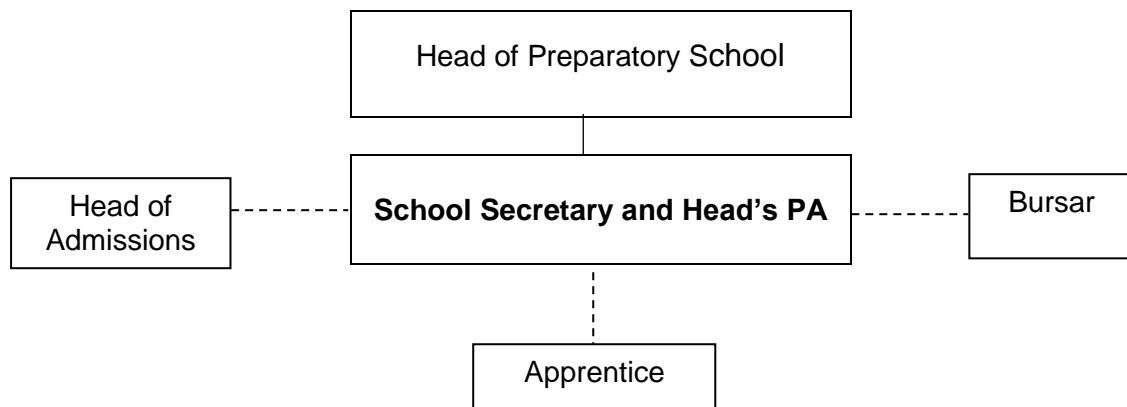 Head of Preparatory School
Head of
Admissions
School Secretary and Head’s PA
Bursar
Apprentice